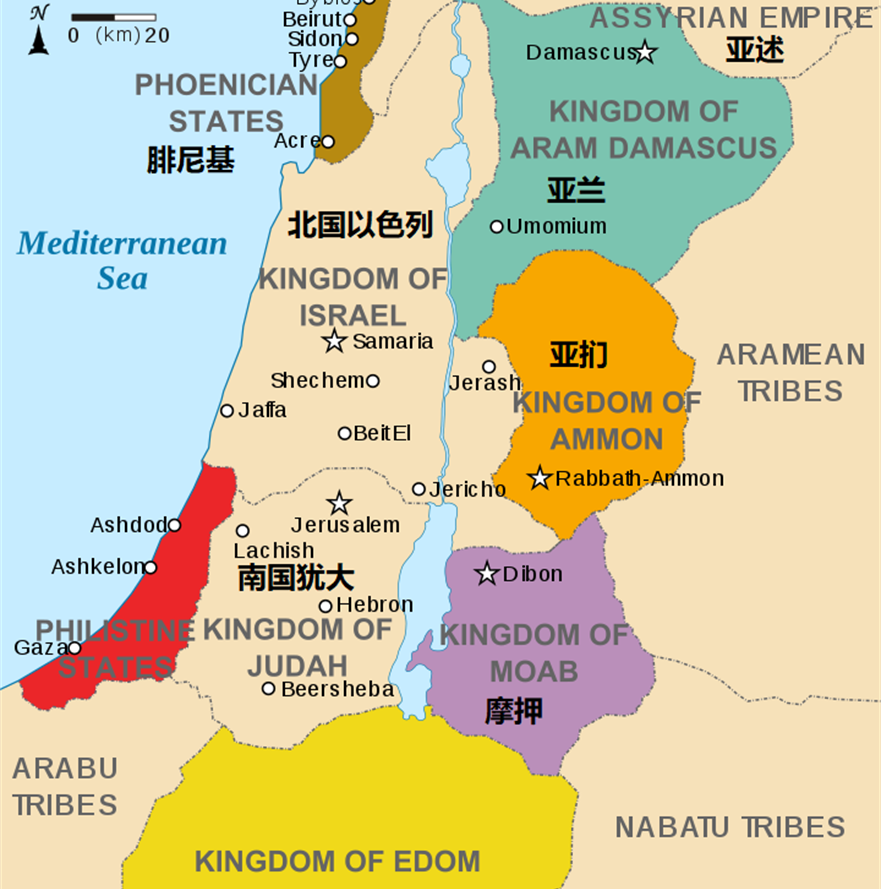 N
0 (km) 20
Byblos
Beirut
Sidon
Tyre
PHOENICIAN
STATES
Acre
腓尼基
ASSYRIAN EMPIRE
亚述
Damascus
KINGDOM OF
ARAM DAMASCUS
亚兰
Umomium
Mediterranean
Sea
北国以色列
KINGDOM OF
ISRAEL
Samaria
Shechem
Jaffa
BeitEl
Jerash
亚扪
KINGDOM OF
AMMON
Rabbath-Ammon
ARAMEAN
TRIBES
Jericho
Jerusalem
Lachish
南国犹大
Hebron
KINGDOM OF
JUDAH
Beersheba
Ashdod
Ashkelon
Gaza
PHILISTINE
STATES
Dibon
KINGDOM OF
MOAB
摩押
ARABU
TRIBES
KINGDOM OF EDOM
NABATU TRIBES